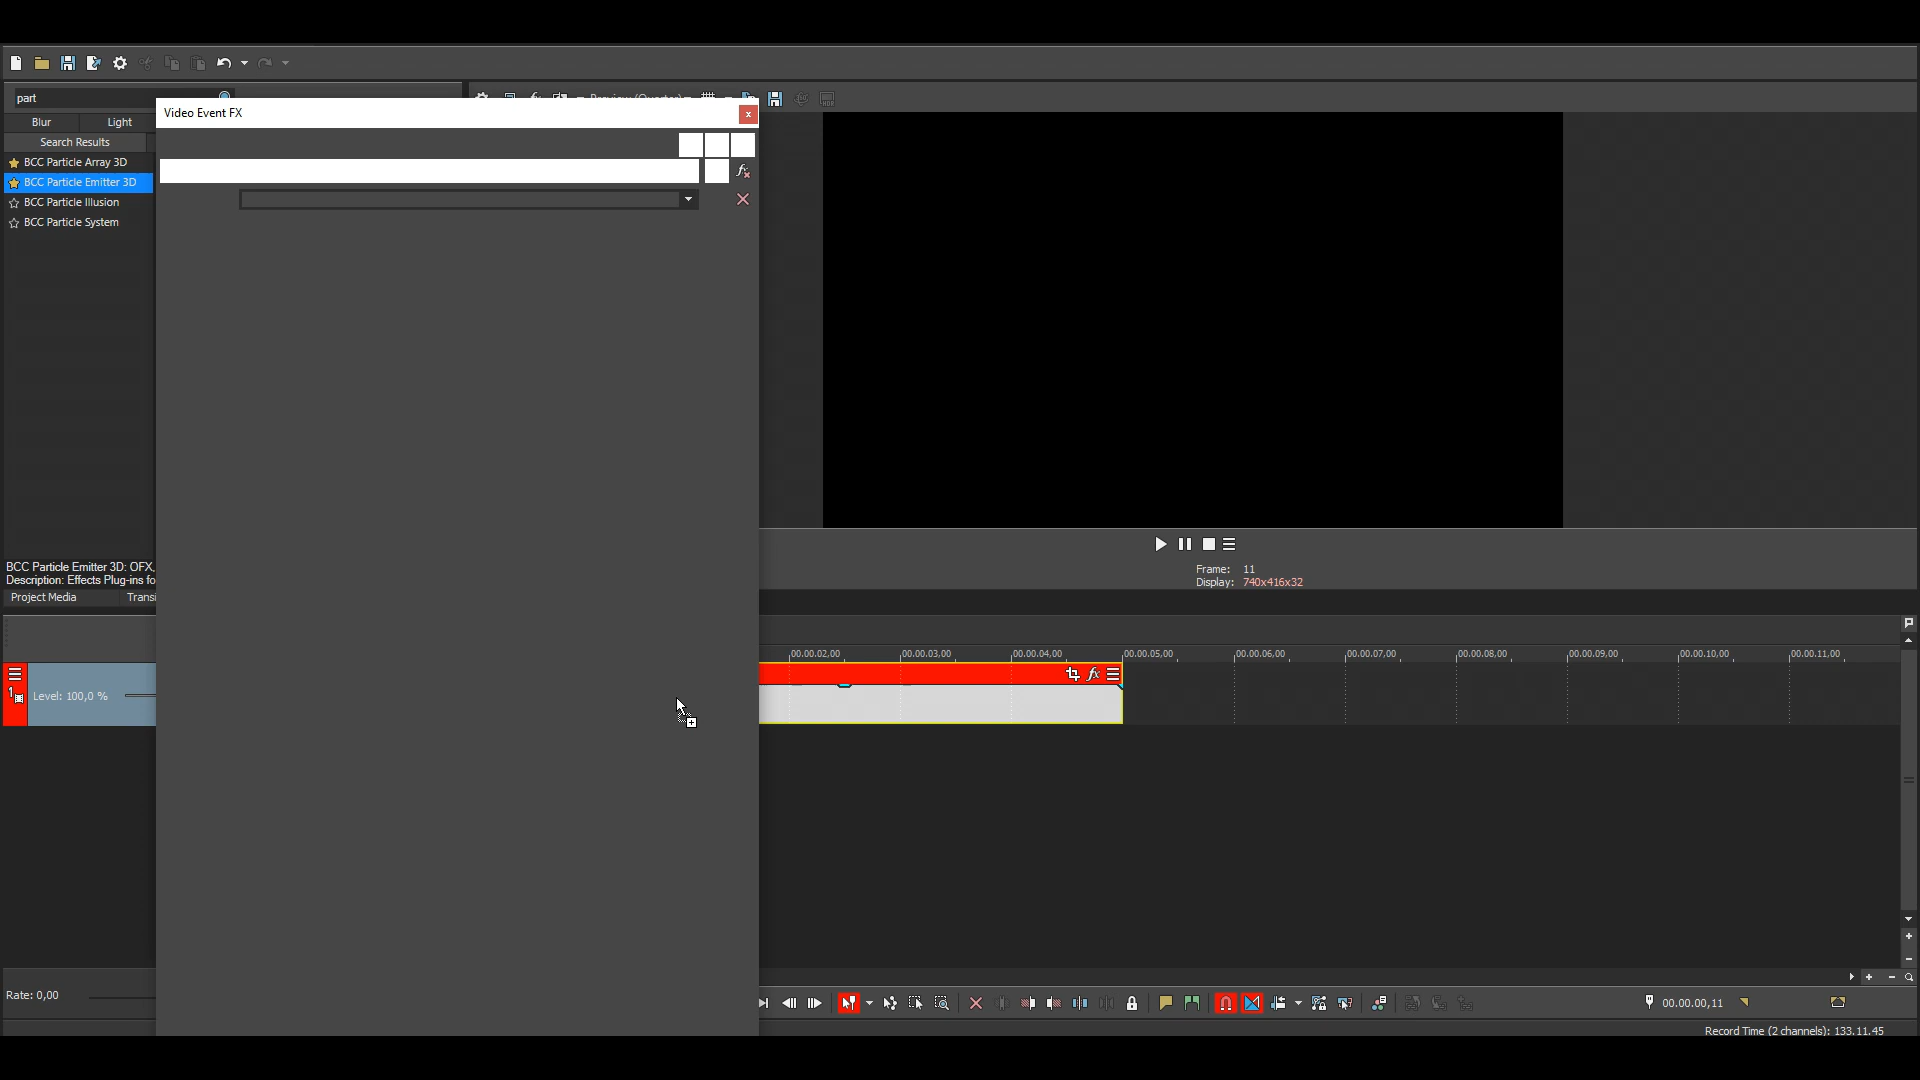 part
Preview (Quarter)
Video Event FX
x
Blur
Light
Search Results
BCC Particle Array 3D
BCC Particle Emitter 3D
BCC Particle Illusion
BCC Particle System
Frame: 11
Display: 740x416x32
BCC Particle Emitter 3D: OFX,
Description: Effects Plug-ins fo
Project Media
Transi
00.00.02,00
00.00.03,00
00.00.04,00
00.00.05,00
00.00.06,00
00.00.07,00
00.00.08,00
00.00.09,00
00.00.10,00
00.00.11,00
fx
1
Level: 100,0 %
Rate: 0,00
00.00.00,11
Record Time (2 channels): 133.11.45